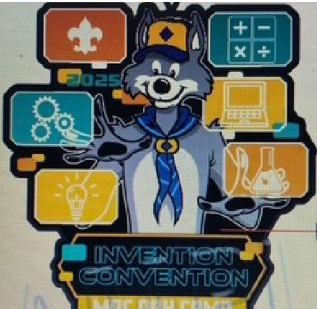 + −
× ÷
2025
INVENTION
CONVENTION